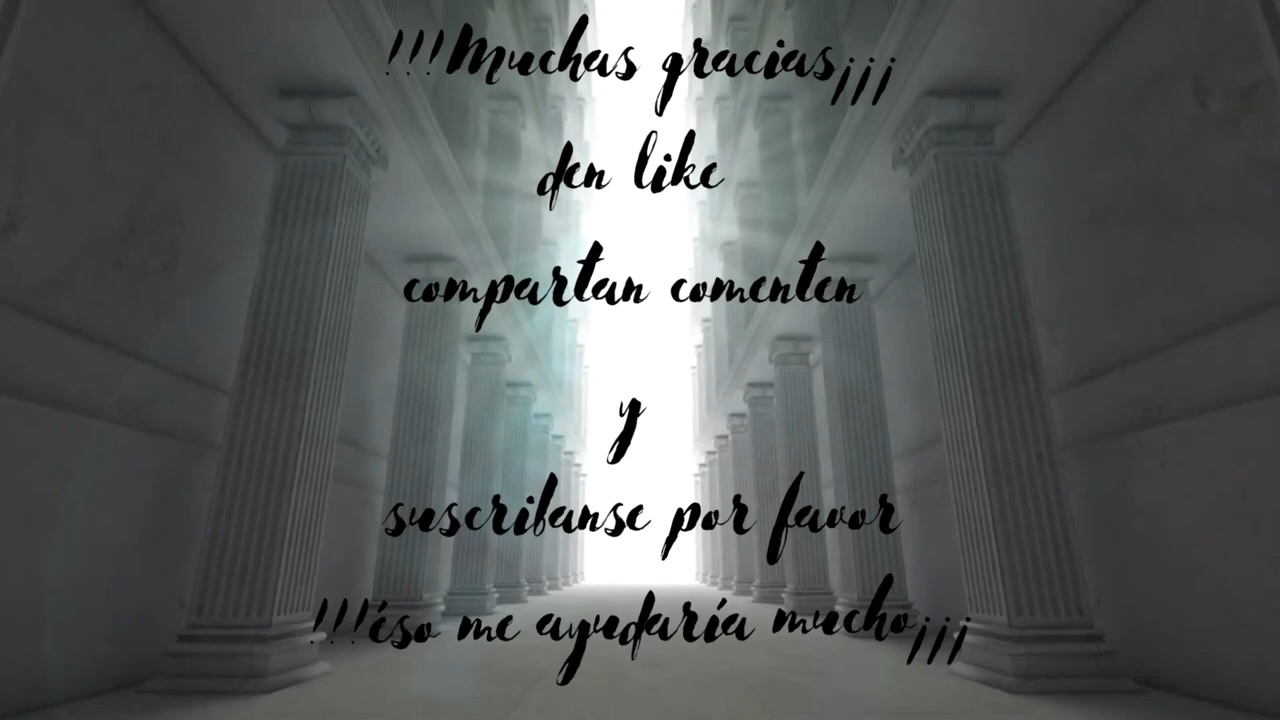 !!!Muchas gracias¡¡¡
den like
compartan comenten
y
suscribanse por favor
!!!éso me ayudaría mucho¡¡¡